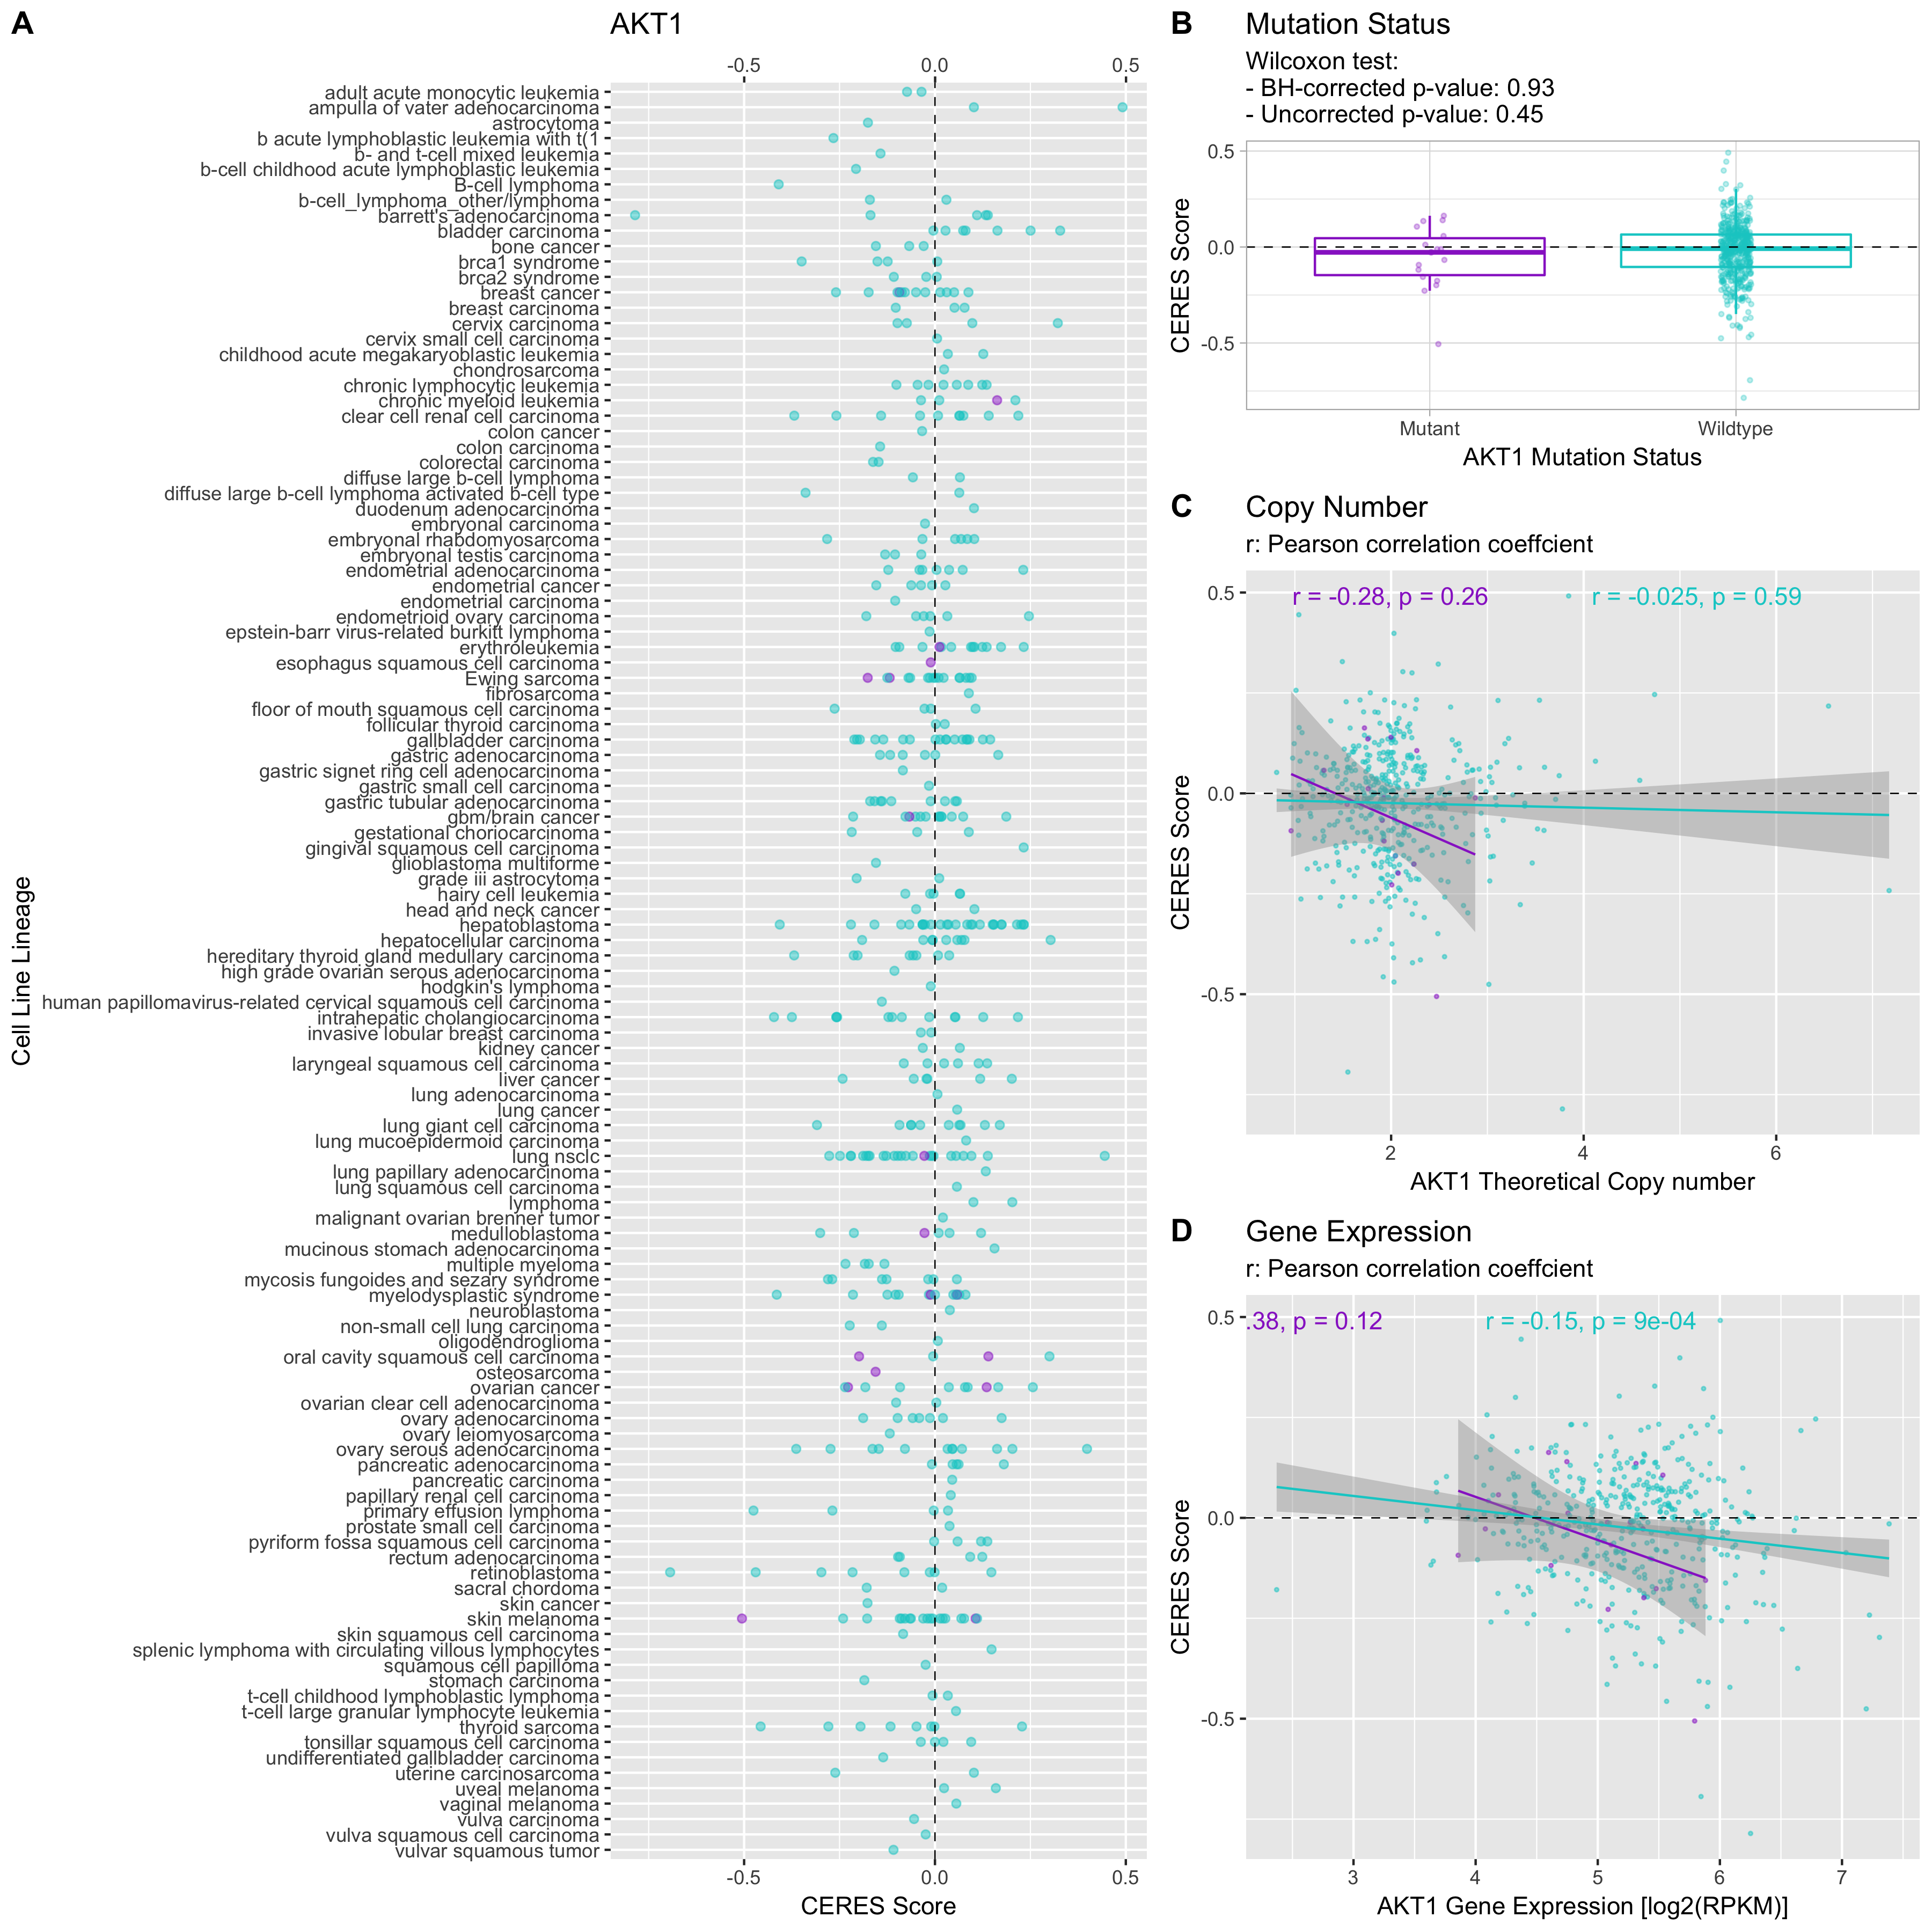 A
AKT1
-0.5 0.0 0.5
Cell Line Lineage
adult acute monocytic leukemia
ampulla of vater adenocarcinoma
astrocytoma
b acute lymphoblastic leukemia with t(1
b- and t-cell mixed leukemia
b-cell childhood acute lymphoblastic leukemia
B-cell lymphoma
b-cell_lymphoma_other/lymphoma
barrett's adenocarcinoma
bladder carcinoma
bone cancer
brca1 syndrome
brca2 syndrome
breast cancer
breast carcinoma
cervix carcinoma
cervix small cell carcinoma
childhood acute megakaryoblastic leukemia
chondrosarcoma
chronic lymphocytic leukemia
chronic myeloid leukemia
clear cell renal cell carcinoma
colon cancer
colon carcinoma
colorectal carcinoma
diffuse large b-cell lymphoma
diffuse large b-cell lymphoma activated b-cell type
duodenum adenocarcinoma
embryonal carcinoma
embryonal rhabdomyosarcoma
embryonal testis carcinoma
endometrial adenocarcinoma
endometrial cancer
endometrial carcinoma
endometrioid ovary carcinoma
epstein-barr virus-related burkitt lymphoma
erythroleukemia
esophagus squamous cell carcinoma
Ewing sarcoma
fibrosarcoma
floor of mouth squamous cell carcinoma
follicular thyroid carcinoma
gallbladder carcinoma
gastric adenocarcinoma
gastric signet ring cell adenocarcinoma
gastric small cell carcinoma
gastric tubular adenocarcinoma
gbm/brain cancer
gestational choriocarcinoma
gingival squamous cell carcinoma
glioblastoma multiforme
grade iii astrocytoma
hairy cell leukemia
head and neck cancer
hepatoblastoma
hepatocellular carcinoma
hereditary thyroid gland medullary carcinoma
high grade ovarian serous adenocarcinoma
hodgkin's lymphoma
human papillomavirus-related cervical squamous cell carcinoma
intrahepatic cholangiocarcinoma
invasive lobular breast carcinoma
kidney cancer
laryngeal squamous cell carcinoma
liver cancer
lung adenocarcinoma
lung cancer
lung giant cell carcinoma
lung mucoepidermoid carcinoma
lung nsclc
lung papillary adenocarcinoma
lung squamous cell carcinoma
lymphoma
malignant ovarian brenner tumor
medulloblastoma
mucinous stomach adenocarcinoma
multiple myeloma
mycosis fungoides and sezary syndrome
myelodysplastic syndrome
neuroblastoma
non-small cell lung carcinoma
oligodendroglioma
oral cavity squamous cell carcinoma
osteosarcoma
ovarian cancer
ovarian clear cell adenocarcinoma
ovary adenocarcinoma
ovary leiomyosarcoma
ovary serous adenocarcinoma
pancreatic adenocarcinoma
pancreatic carcinoma
papillary renal cell carcinoma
primary effusion lymphoma
prostate small cell carcinoma
pyriform fossa squamous cell carcinoma
rectum adenocarcinoma
retinoblastoma
sacral chordoma
skin cancer
skin melanoma
skin squamous cell carcinoma
splenic lymphoma with circulating villous lymphocytes
squamous cell papilloma
stomach carcinoma
t-cell childhood lymphoblastic lymphoma
t-cell large granular lymphocyte leukemia
thyroid sarcoma
tonsillar squamous cell carcinoma
undifferentiated gallbladder carcinoma
uterine carcinosarcoma
uveal melanoma
vaginal melanoma
vulva carcinoma
vulva squamous cell carcinoma
vulvar squamous tumor
-0.5 0.0 0.5
CERES Score
B
Mutation Status
Wilcoxon test:
- BH-corrected p-value: 0.93
- Uncorrected p-value: 0.45
CERES Score
0.5
0.0
-0.5
Mutant Wildtype
AKT1 Mutation Status
C
Copy Number
r: Pearson correlation coeffcient
r = -0.28, p = 0.26 r = -0.025, p = 0.59
CERES Score
0.5
0.0
-0.5
2 4 6
AKT1 Theoretical Copy number
D
Gene Expression
r: Pearson correlation coeffcient
.38, p = 0.12 r = -0.15, p = 9e-04
CERES Score
0.5
0.0
-0.5
3 4 5 6 7
AKT1 Gene Expression [log2(RPKM)]